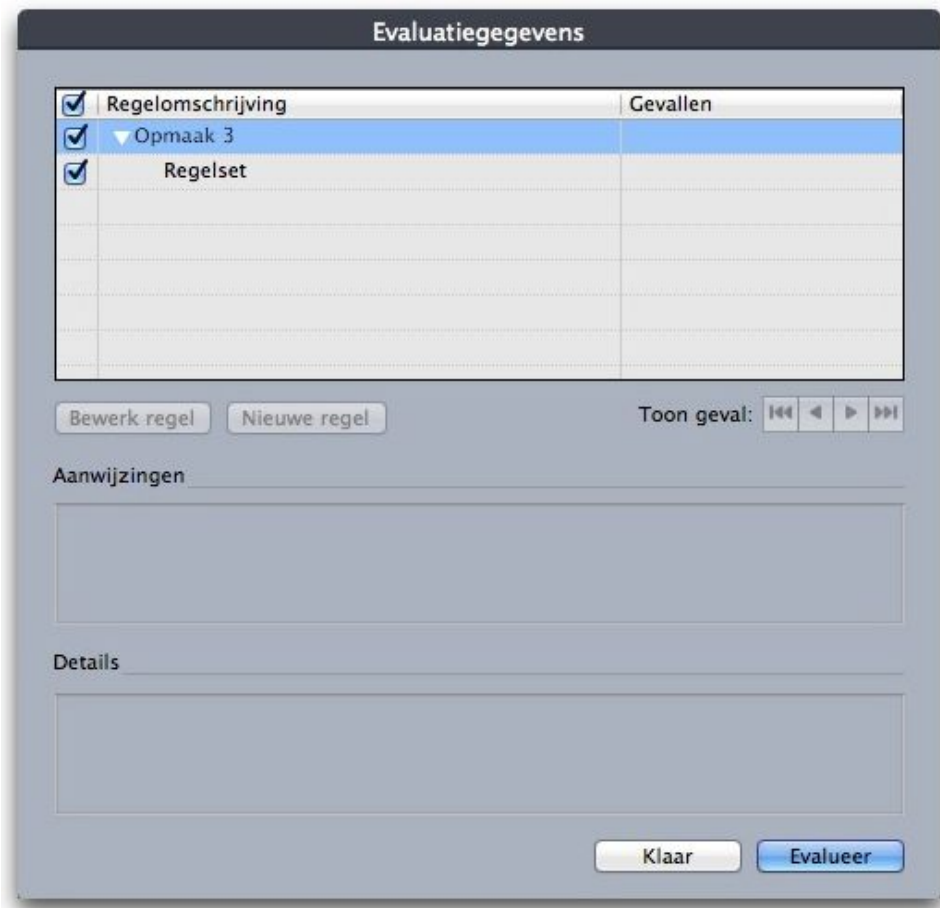 Evaluatiegegevens
Regelomschrijving Gevallen
Opmaak 3
Regelset
Bewerk regel Nieuwe regel Toon geval:
Aanwijzingen
Details
Klaar Evalueer